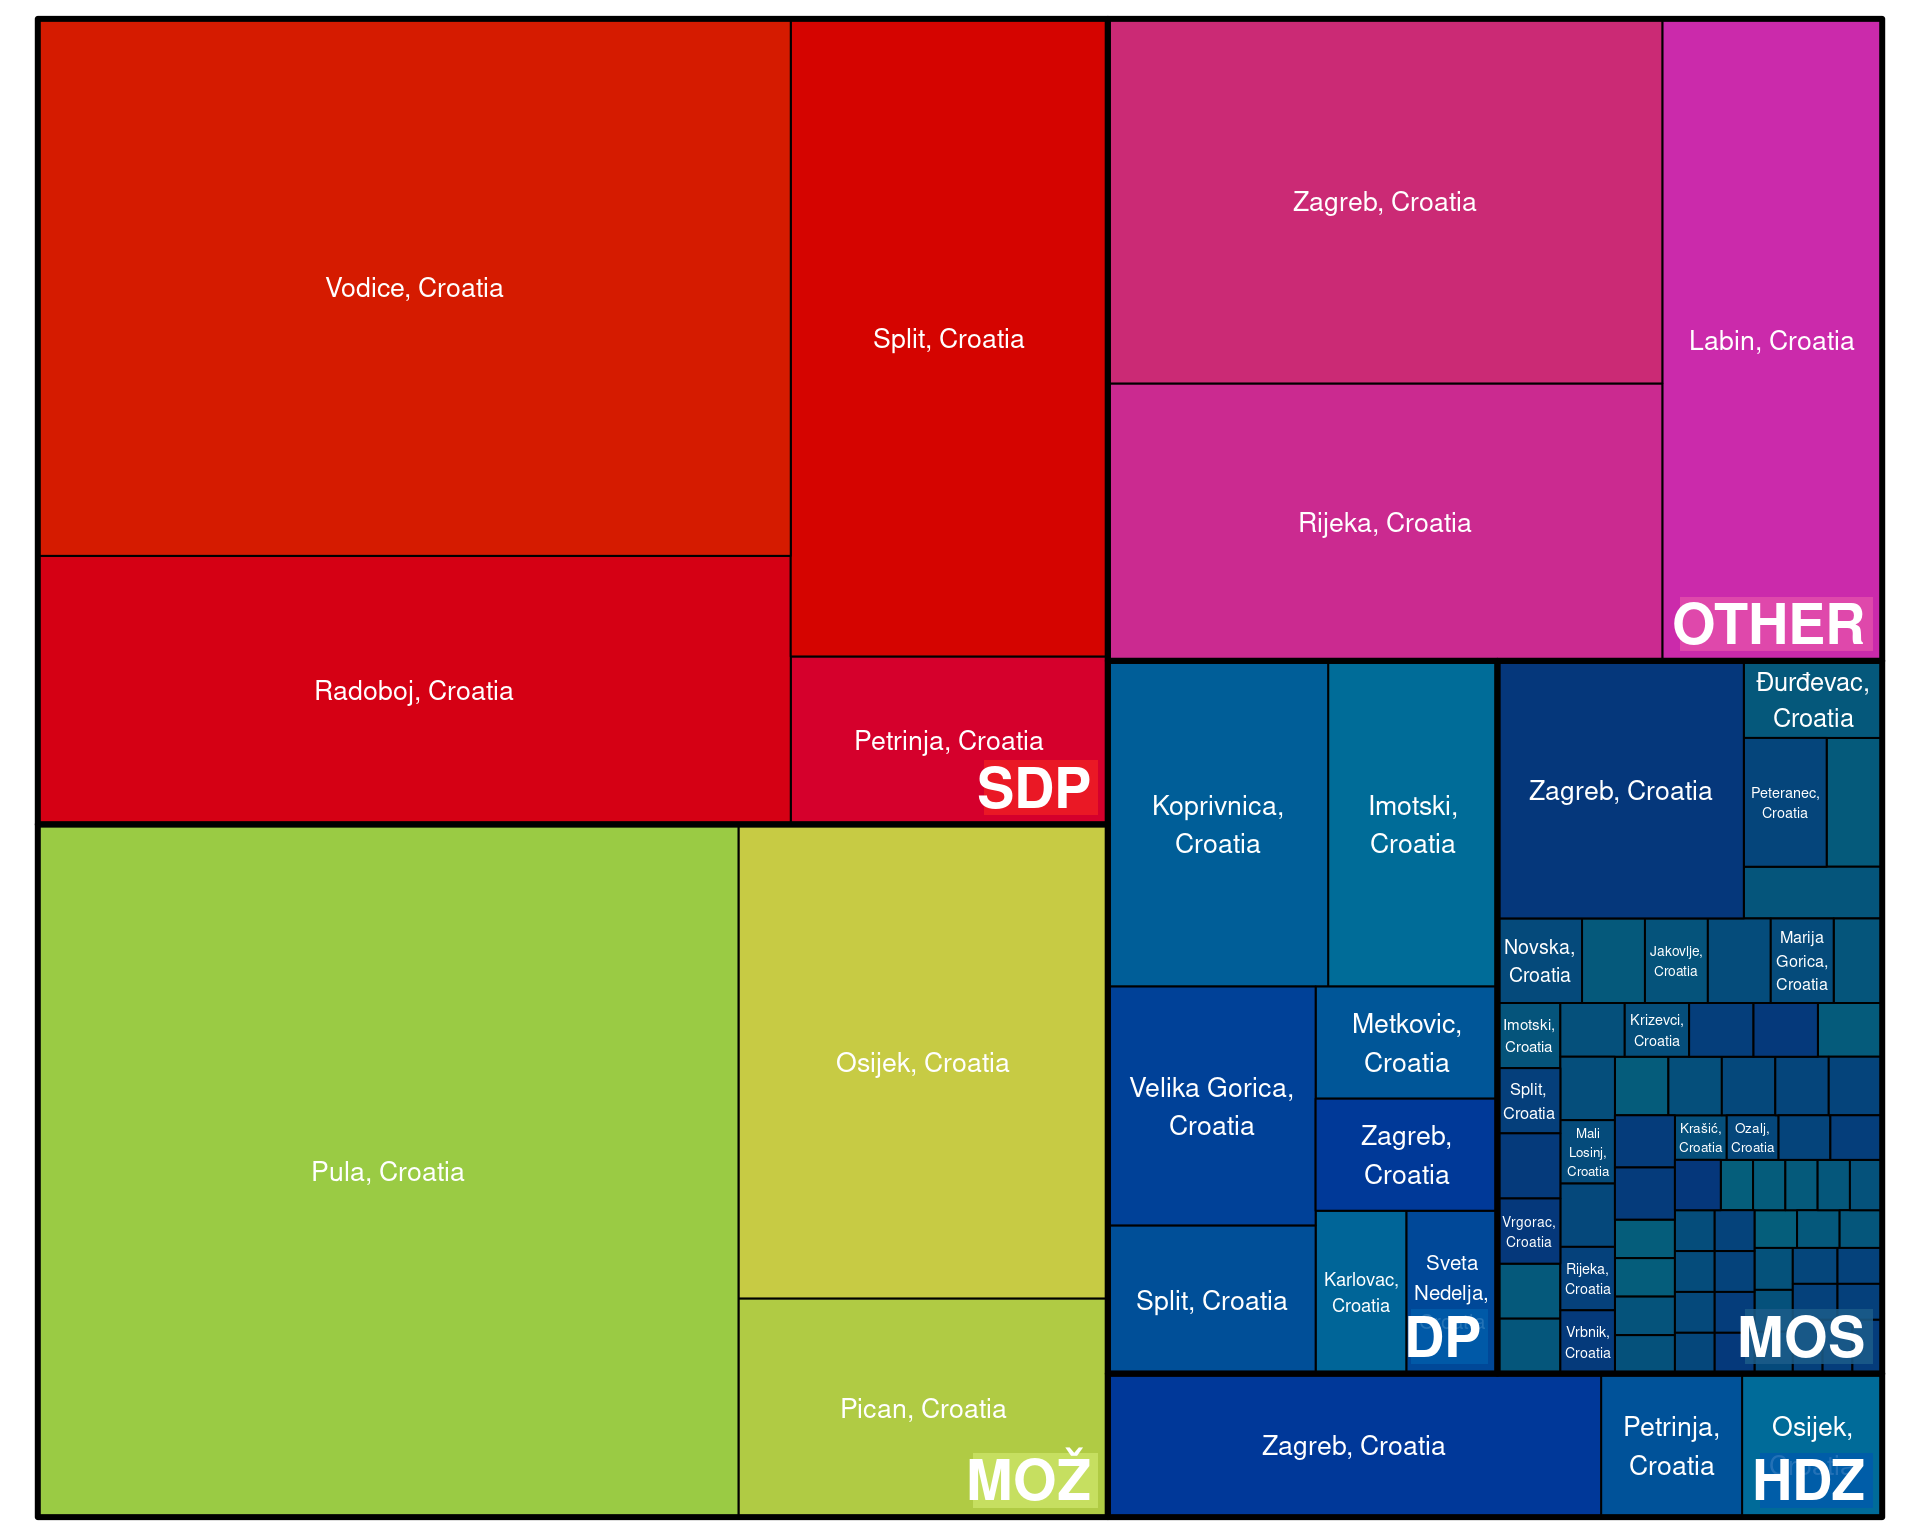 Vodice, Croatia
Split, Croatia
Radoboj, Croatia
Petrinja, Croatia
SDP
Pula, Croatia
Osijek, Croatia
Pican, Croatia
MOŽ
Zagreb, Croatia
Labin, Croatia
Rijeka, Croatia
OTHER
Koprivnica,
Croatia
Imotski,
Croatia
Velika Gorica,
Croatia
Metkovic,
Croatia
Zagreb,
Croatia
Split, Croatia
Karlovac,
Croatia
Sveta
Nedelja,
DP
Zagreb, Croatia
Đurđevac,
Croatia
Peteranec,
Croatia
Novska,
Croatia
Jakovlje,
Croatia
Marija
Gorica,
Croatia
Imotski,
Croatia
Krizevci,
Croatia
Split,
Croatia
Mali
Losinj,
Croatia
Krašić,
Croatia
Ozalj,
Croatia
Vrgorac,
Croatia
Rijeka,
Croatia
Vrbnik,
Croatia
MOS
Zagreb, Croatia
Petrinja,
Croatia
Osijek,
HDZ